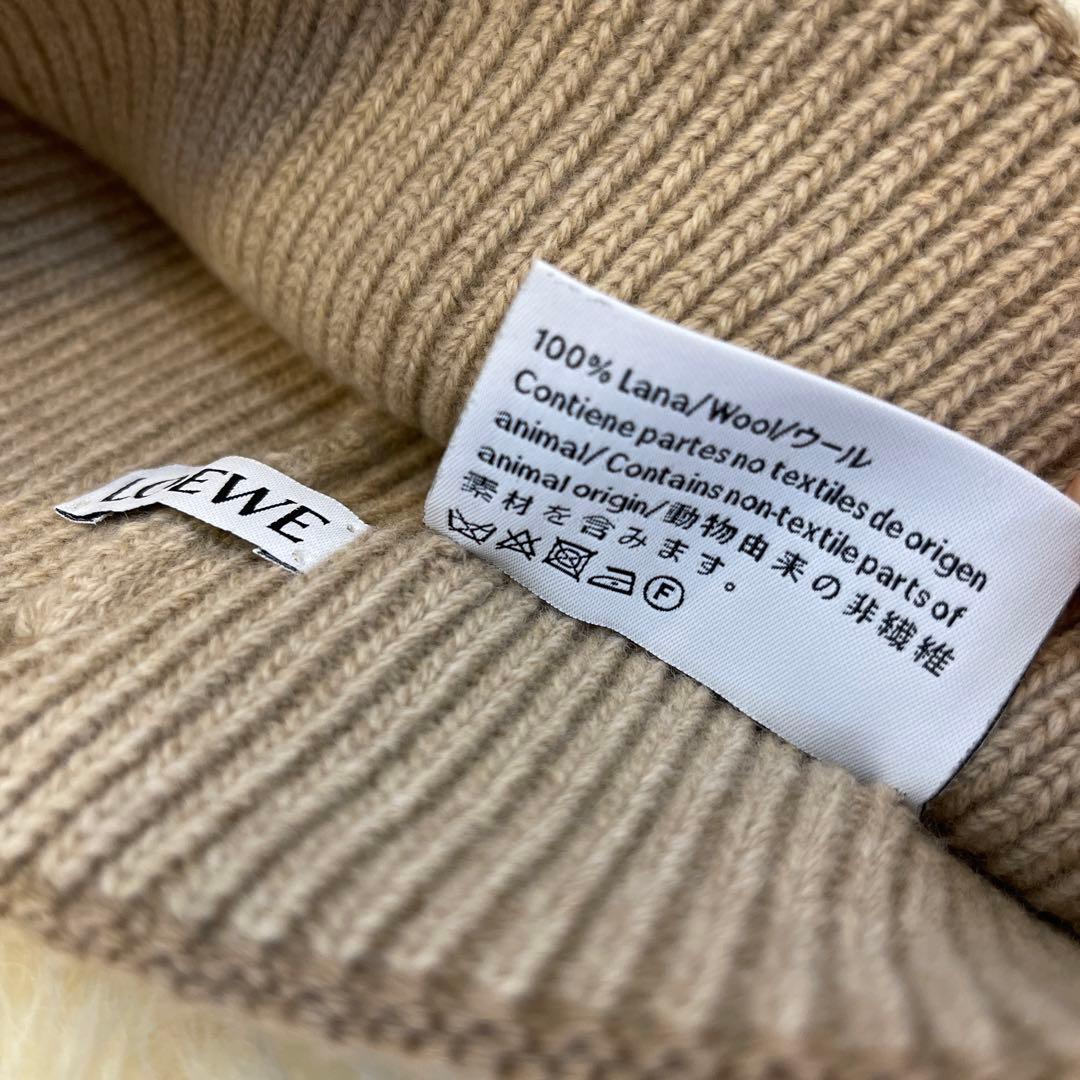 LOEWE
100% Lana/Wool/ウール
Contiene partes no textiles de origen
animal/ Contains non-textile parts of
animal origin/動物由来の非繊維
素材を含みます。
F